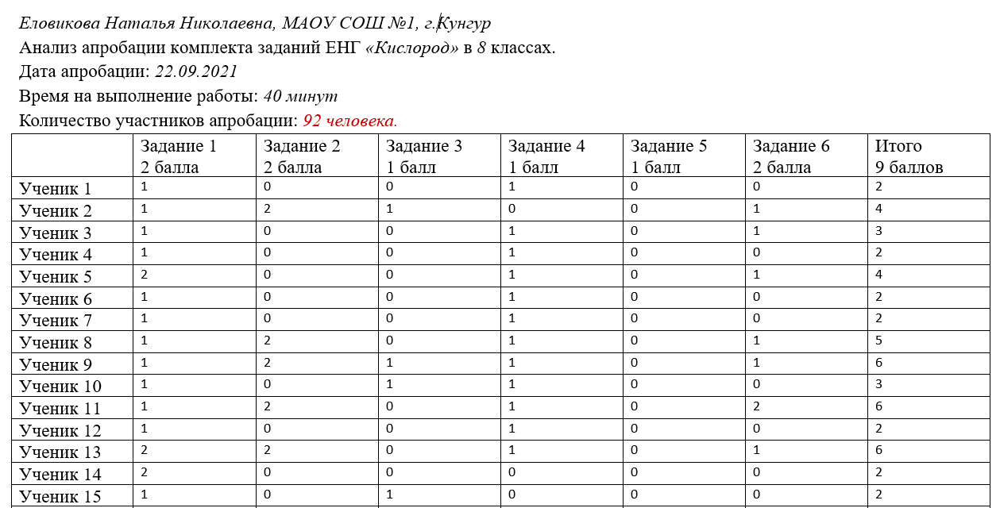 Еловикова Наталья Николаевна, МАОУ СОШ №1, г.Кунгур
Анализ апробации комплекта заданий ЕНГ «Кислород» в 8 классах.
Дата апробации: 22.09.2021
Время на выполнение работы: 40 минут
Количество участников апробации: 92 человека.
Задание 1 Задание 2 Задание 3 Задание 4 Задание 5 Задание 6 Итого
2 балла 2 балла 1 балл 1 балл 1 балл 2 балла 9 баллов
Ученик 1 1 0 0 1 0 0 2
Ученик 2 1 2 1 0 0 1 4
Ученик 3 1 0 0 1 0 1 3
Ученик 4 1 0 0 1 0 0 2
Ученик 5 2 0 0 1 0 1 4
Ученик 6 1 0 0 1 0 0 2
Ученик 7 1 0 0 1 0 0 2
Ученик 8 1 2 0 1 0 1 5
Ученик 9 1 2 1 1 0 1 6
Ученик 10 1 0 1 1 0 0 3
Ученик 11 1 2 0 1 0 2 6
Ученик 12 1 0 0 1 0 0 2
Ученик 13 2 2 0 1 0 1 6
Ученик 14 2 0 0 0 0 0 2
Ученик 15 1 0 1 0 0 0 2